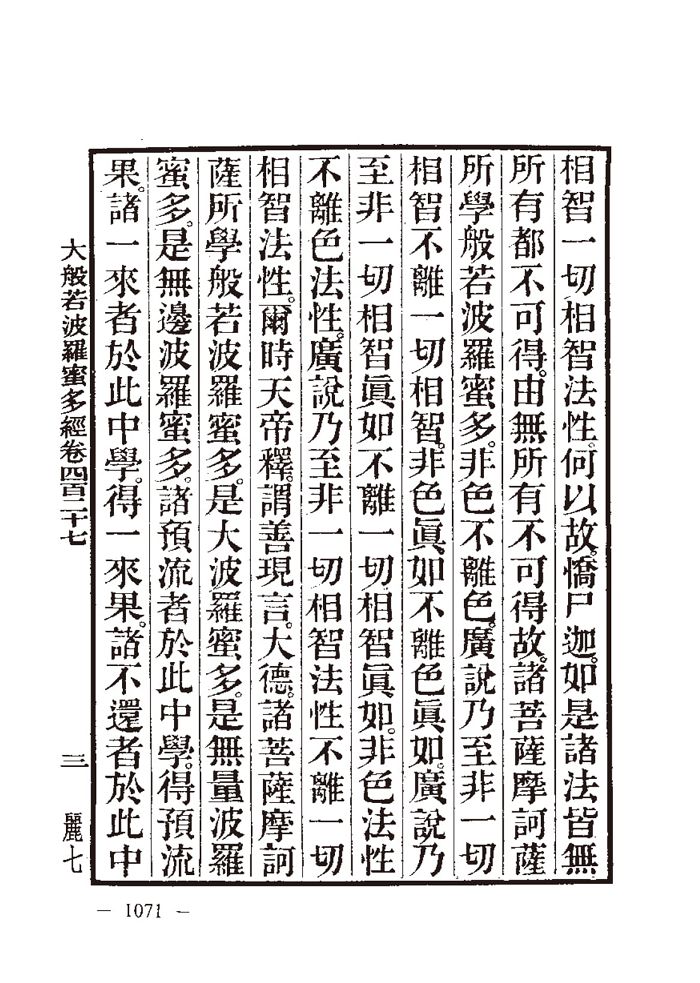 相智一切相智法性。何以故。憍尸迦。如是諸法皆無
所有都不可得。由無所有不可得故。諸菩薩摩訶薩
所學般若波羅蜜多。非色不離色。廣說乃至非一切
相智不離一切相智。非色眞如不離色眞如。廣說乃
至非一切相智眞如不離一切相智眞如。非色法性
不離色法性。廣說乃至非一切相智法性不離一切
相智法性。爾時天帝釋。謂善現言。大德。諸菩薩摩訶
薩所學般若波羅蜜多。是大波羅蜜多。是無量波羅
蜜多。是無邊波羅蜜多。諸預流者於此中學。得預流
果。諸一來者於此中學。得一來果。諸不還者於此中
大般若波羅蜜多經卷四百二十七 三 麗七
— 1071 —